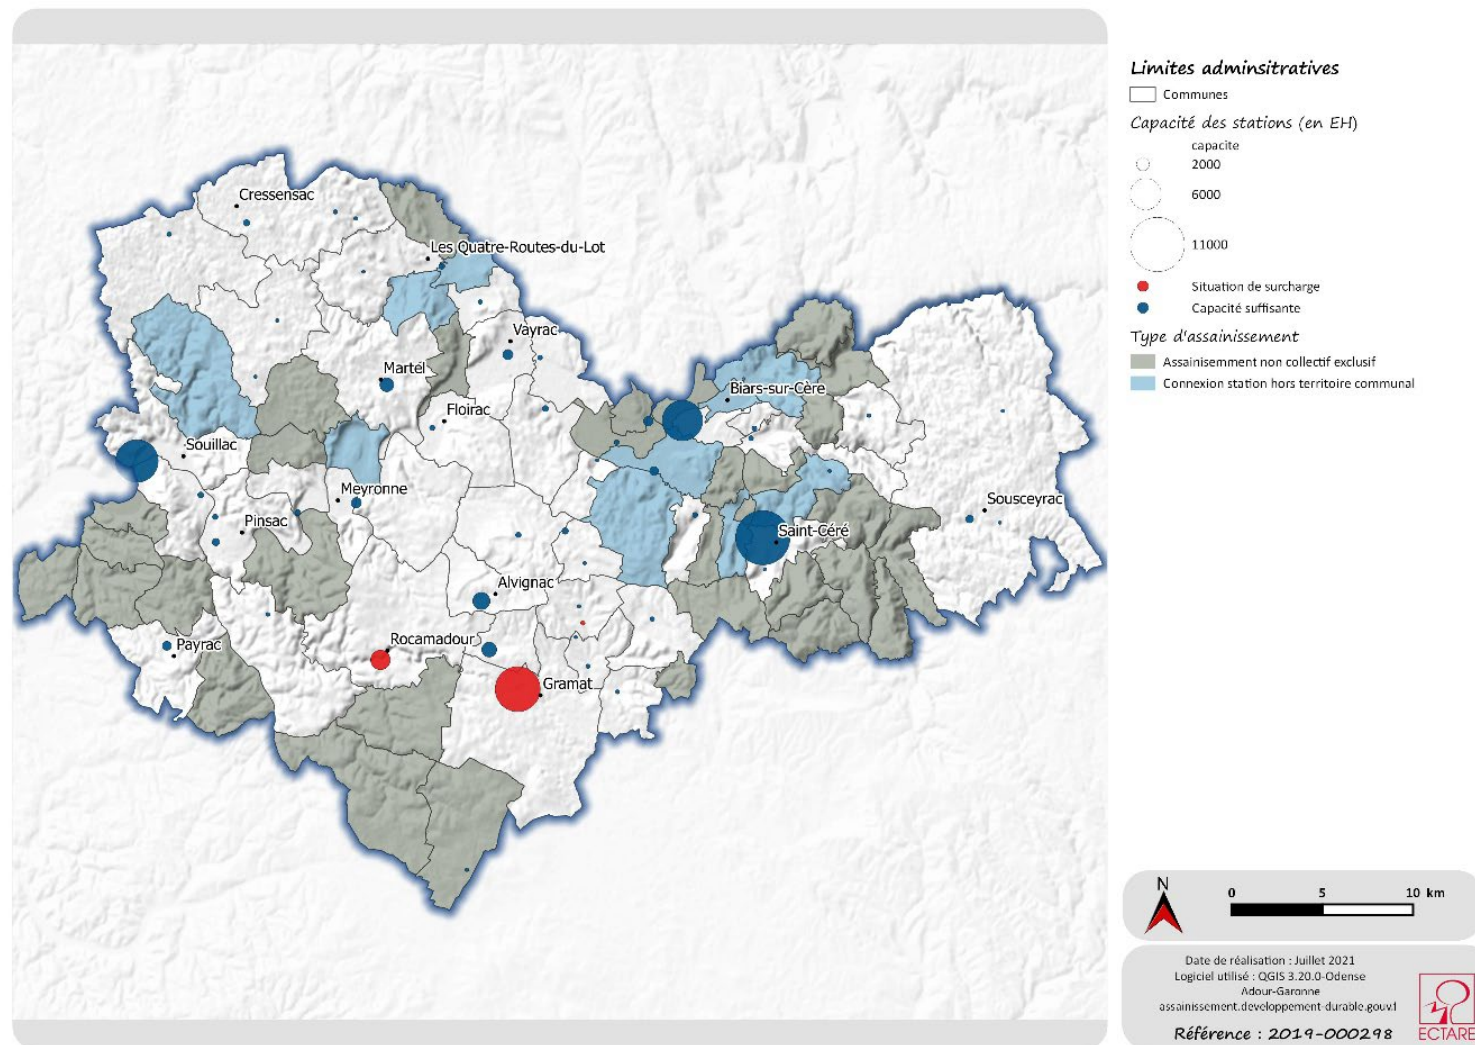 Limites adminsitratives
Communes
Capacité des stations (en EH)
capacite
2000
6000
11000
Situation de surcharge
Capacité suffisante
Type d'assainissement
Assainisemment non collectif exclusif
Connexion station hors territoire communal
Cressensac
Les Quatre-Routes-du-Lot
Vayrac
Martel
Biars-sur-Cère
Floirac
Souillac
Meyronne
Sousceyrac
Pinsac
Saint-Céré
Alvignac
Payrac
Rocamadour
Gramat
N
0 5 10 km
Date de réalisation : Juillet 2021
Logiciel utilisé : QGIS 3.20.0-Odense
Adour-Garonne
assainissement.developpement-durable.gouv.f
Référence : 2019-000298
ECTARE